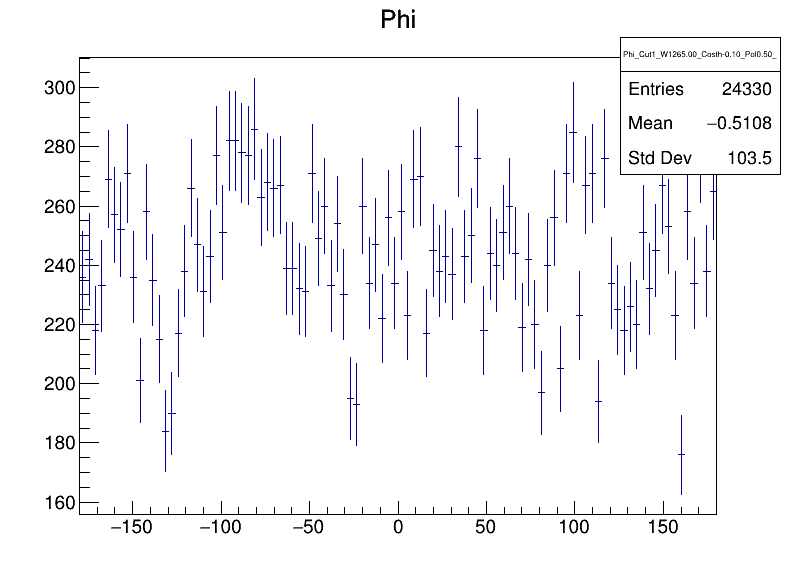 Phi
Phi_Cut1_W1265.00_Costh-0.10_Pol0.50_
Entries 24330
Mean −0.5108
Std Dev 103.5
300
280
260
240
220
200
180
160
−150 −100 −50 0 50 100 150